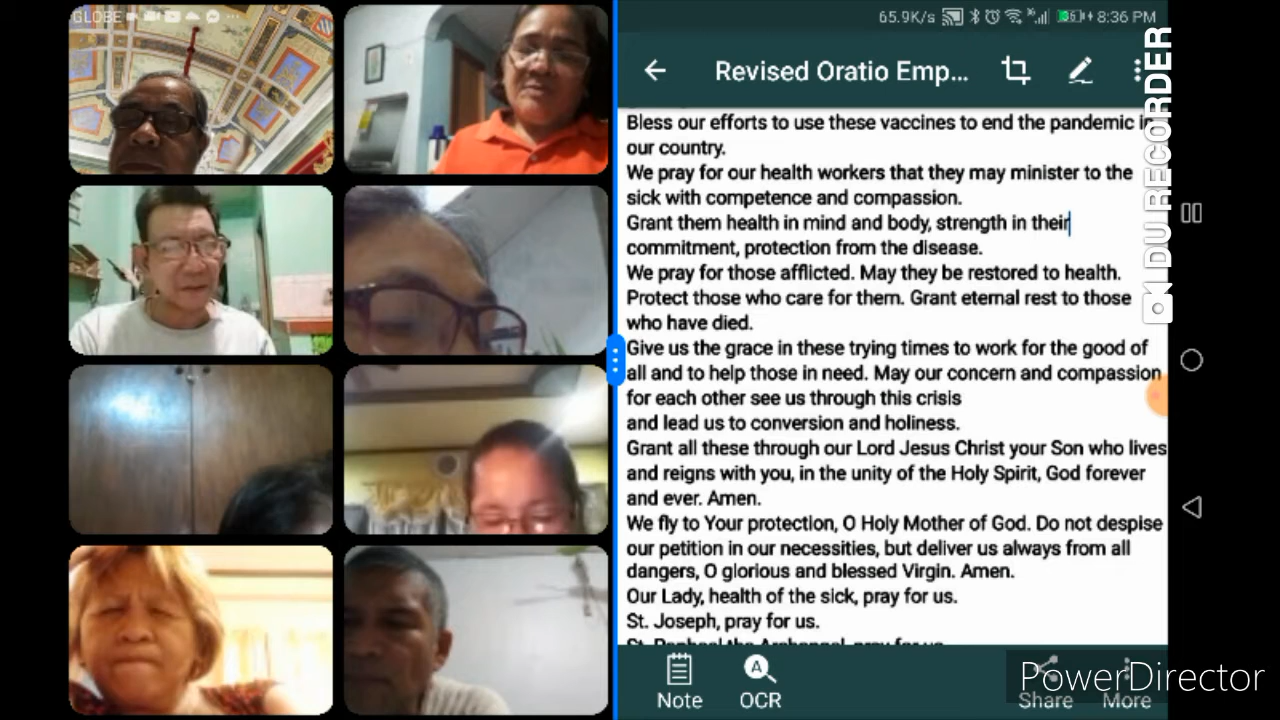 GLOBE
65.9K/s 8:36 PM
Revised Oratio Emp...
Bless our efforts to use these vaccines to end the pandemic in
our country.
We pray for our health workers that they may minister to the
sick with competence and compassion.
Grant them health in mind and body, strength in their
commitment, protection from the disease.
We pray for those afflicted. May they be restored to health.
Protect those who care for them. Grant eternal rest to those
who have died.
Give us the grace in these trying times to work for the good of
all and to help those in need. May our concern and compassion
for each other see us through this crisis
and lead us to conversion and holiness.
Grant all these through our Lord Jesus Christ your Son who lives
and reigns with you, in the unity of the Holy Spirit, God forever
and ever. Amen.
We fly to Your protection, O Holy Mother of God. Do not despise
our petition in our necessities, but deliver us always from all
dangers, O glorious and blessed Virgin. Amen.
Our Lady, health of the sick, pray for us.
St. Joseph, pray for us.
St. Raphael the Archangel, pray for us
Note
A
OCR
Share
More
DU RECORDER
PowerDirector